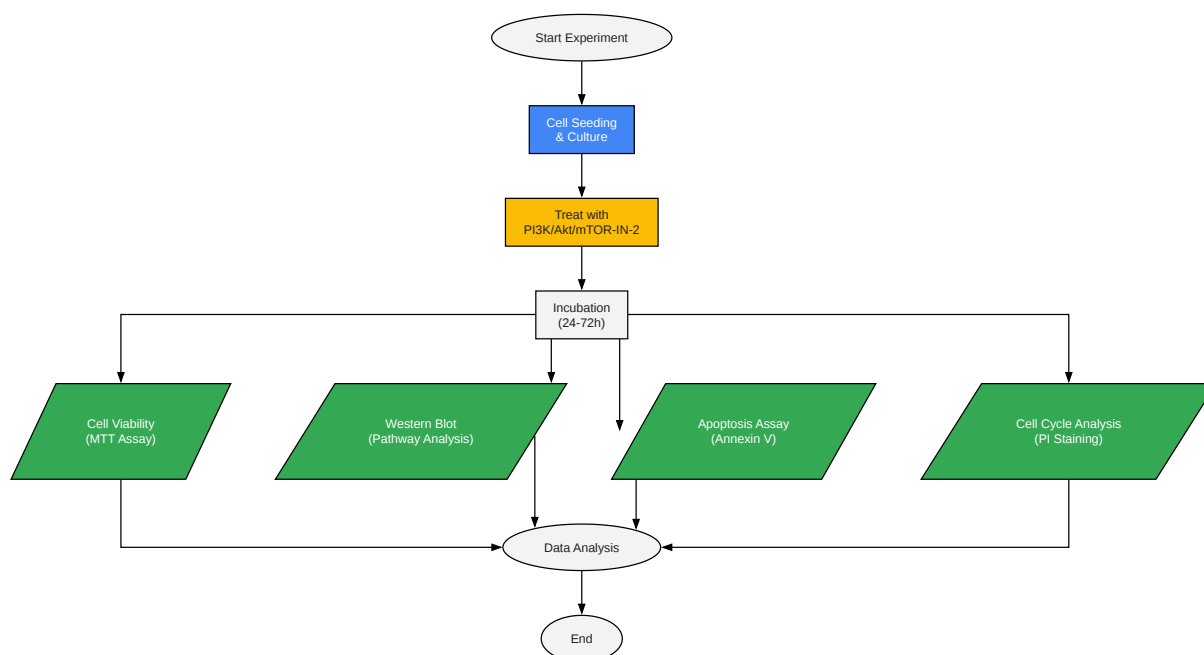 Start Experiment
Cell Seeding
& Culture
Treat with
PI3K/Akt/mTOR-IN-2
Incubation
(24-72h)
Cell Viability
(MTT Assay)
Western Blot
(Pathway Analysis)
Apoptosis Assay
(Annexin V)
Cell Cycle Analysis
(PI Staining)
Data Analysis
End